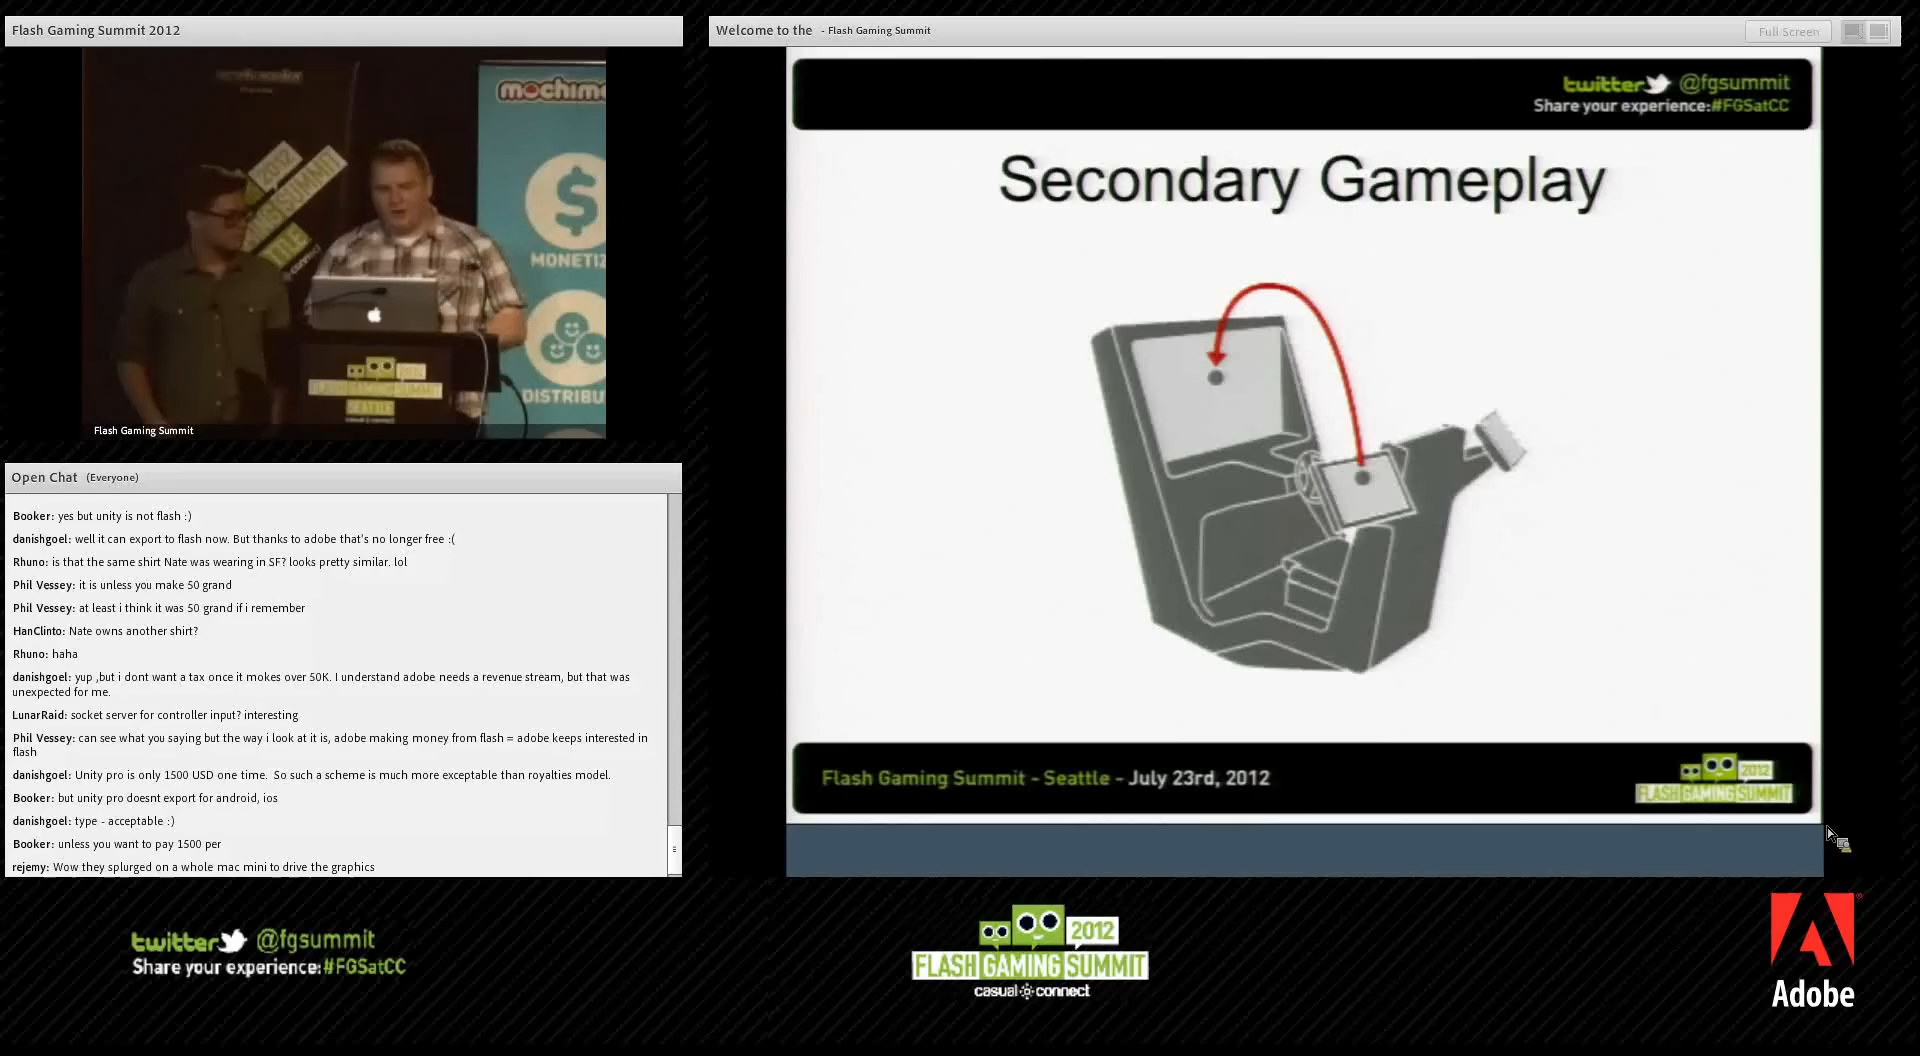 Flash Gaming Summit 2012
Welcome to the - Flash Gaming Summit
Full Screen
2012
SUMMIT
MONETIZ
DISTRIBU
FLASH GAMING SUMMIT
SEATTLE
Flash Gaming Summit
twitter @fgsummit
Share your experience:#FGSatCC
Secondary Gameplay
Flash Gaming Summit - Seattle - July 23rd, 2012
2012
FLASH GAMING SUMMIT
Open Chat (Everyone)
Booker: yes but unity is not flash :)
danishgoel: well it can export to flash now. But thanks to adobe that's no longer free :(
Rhuno: is that the same shirt Nate was wearing in SF? looks pretty similar. lol
Phil Vessey: it is unless you make 50 grand
Phil Vessey: at least i think it was 50 grand if i remember
HanClinto: Nate owns another shirt?
Rhuno: haha
danishgoel: yup ,but i dont want a tax once it mokes over 50K. I understand adobe needs a revenue stream, but that was
unexpected for me.
LunarRaid: socket server for controller input? interesting
Phil Vessey: can see what you saying but the way i look at it is, adobe making money from flash = adobe keeps interested in
flash
danishgoel: Unity pro is only 1500 USD one time.  So such a scheme is much more exceptable than royalties model.
Booker: but unity pro doesnt export for android, ios
danishgoel: type - acceptable :)
Booker: unless you want to pay 1500 per
rejemy: Wow they splurged on a whole mac mini to drive the graphics
twitter @fgsummit
Share your experience:#FGSatCC
2012
FLASH GAMING SUMMIT
casual connect
Adobe